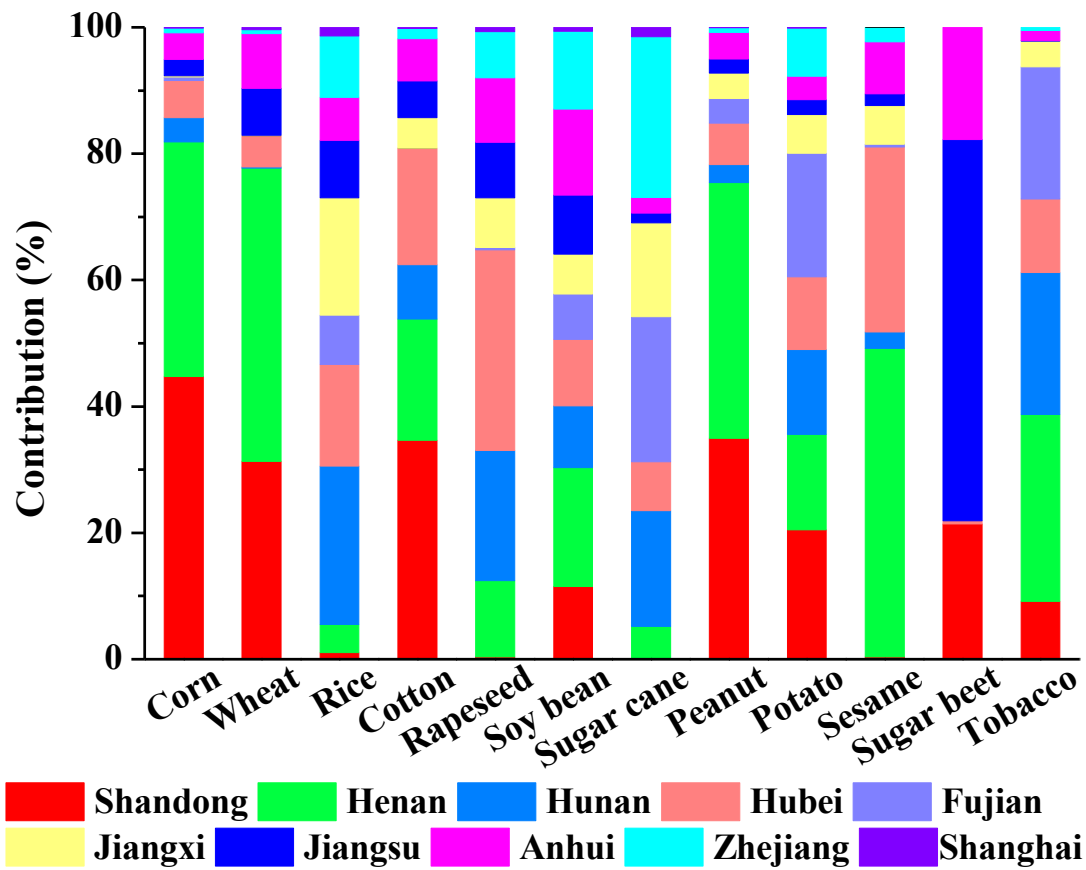 Contribution (%)
100
80
60
40
20
0
Corn Wheat Rice Cotton Rapeseed Soy bean Sugar cane Peanut Potato Sesame Sugar beet Tobacco
Shandong Henan Hunan Hubei Fujian
Jiangxi Jiangsu Anhui Zhejiang Shanghai